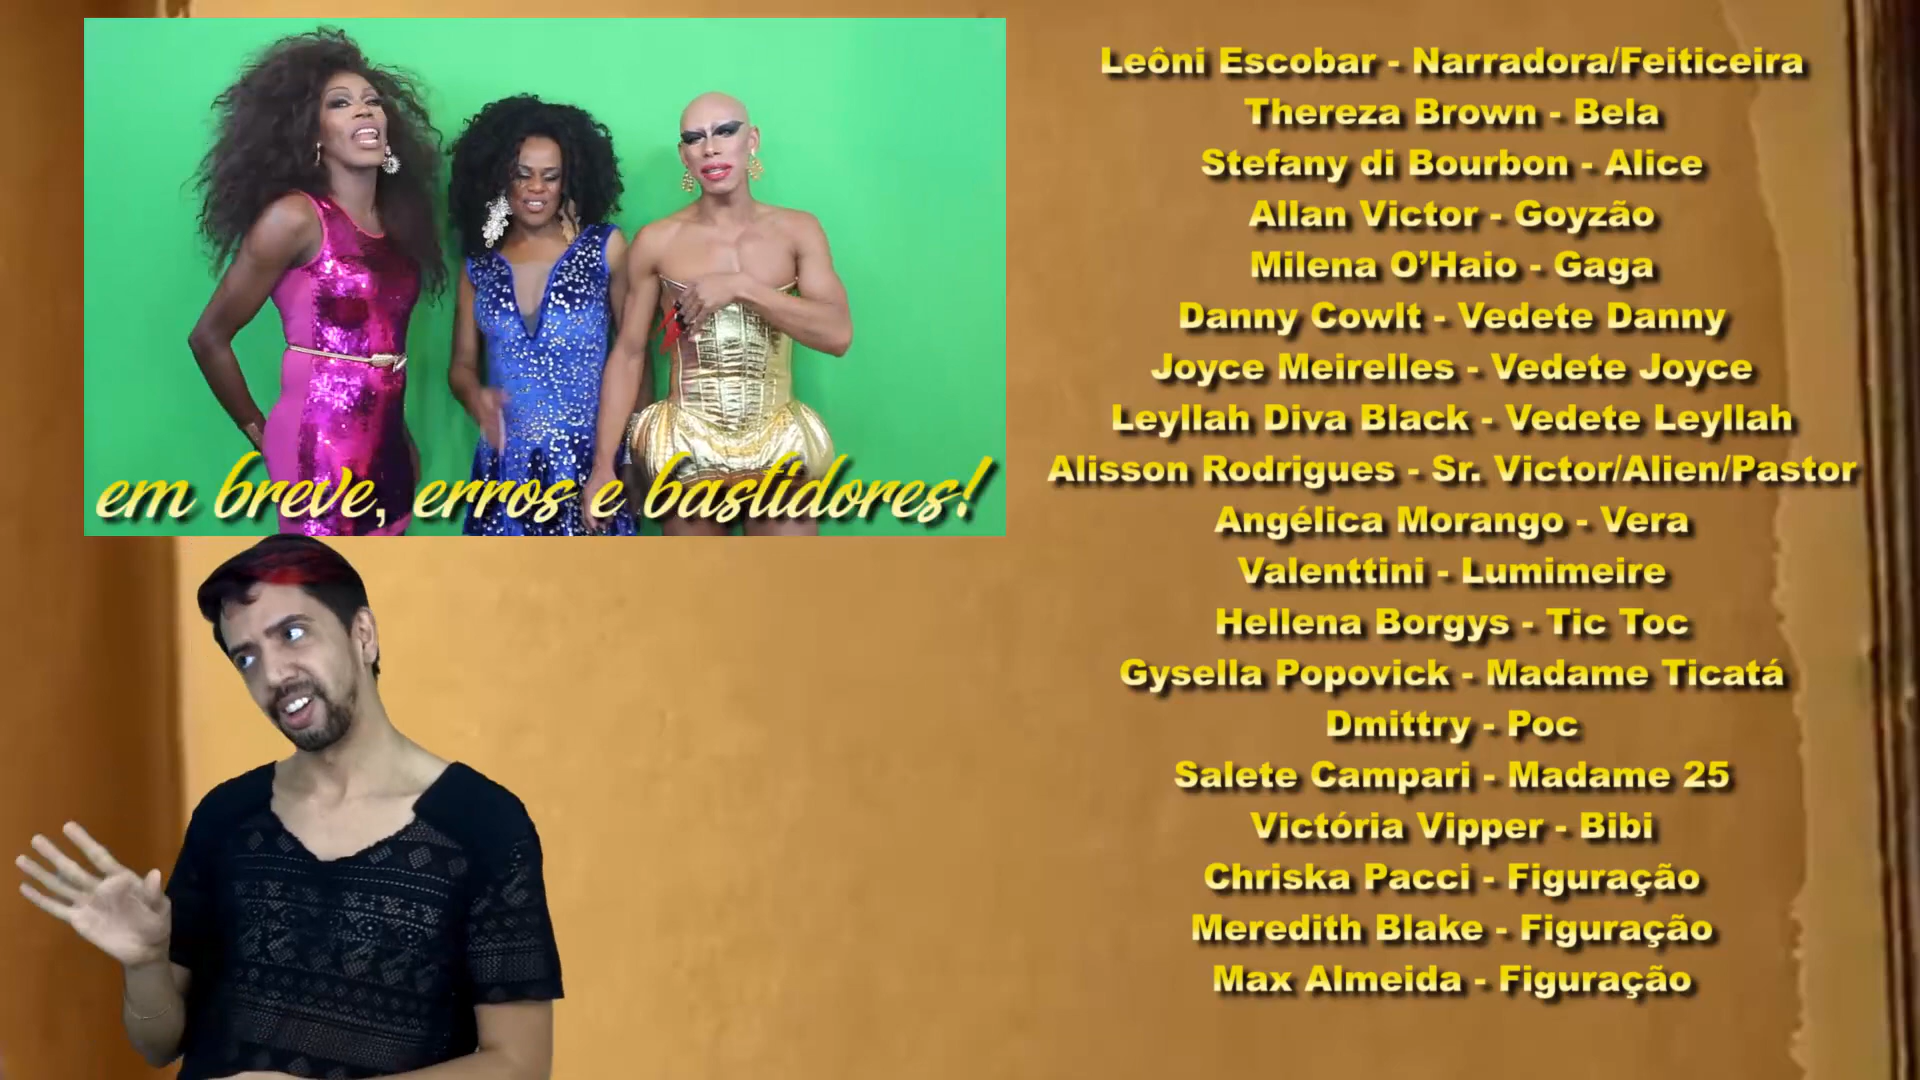 em breve, erros e bastidores!
Leôni Escobar - Narradora/Feiticeira
Thereza Brown - Bela
Stefany di Bourbon - Alice
Allan Victor - Goyzão
Milena O’Haio - Gaga
Danny Cowlt - Vedete Danny
Joyce Meirelles - Vedete Joyce
Leyllah Diva Black - Vedete Leyllah
Alisson Rodrigues - Sr. Victor/Alien/Pastor
Angélica Morango - Vera
Valenttini - Lumimeire
Hellena Borgys - Tic Toc
Gysella Popovick - Madame Ticatá
Dmittry - Poc
Salete Campari - Madame 25
Victória Vipper - Bibi
Chriska Pacci - Figuração
Meredith Blake - Figuração
Max Almeida - Figuração